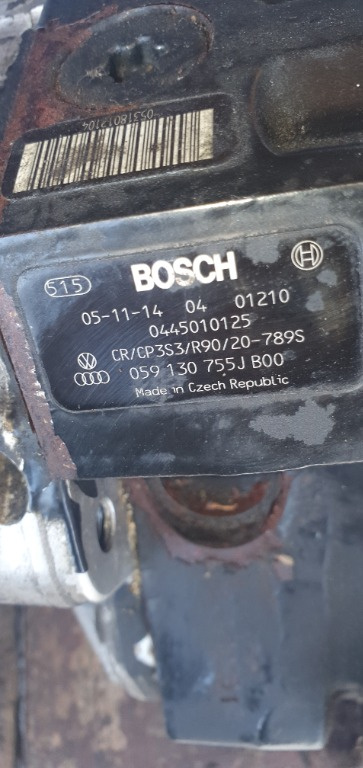 05318012104
515 BOSCH
05-11-14 04 01210
0445010125
CR/CP3S3/R90/20-789S
059 130 755J B00
Made in Czech Republic